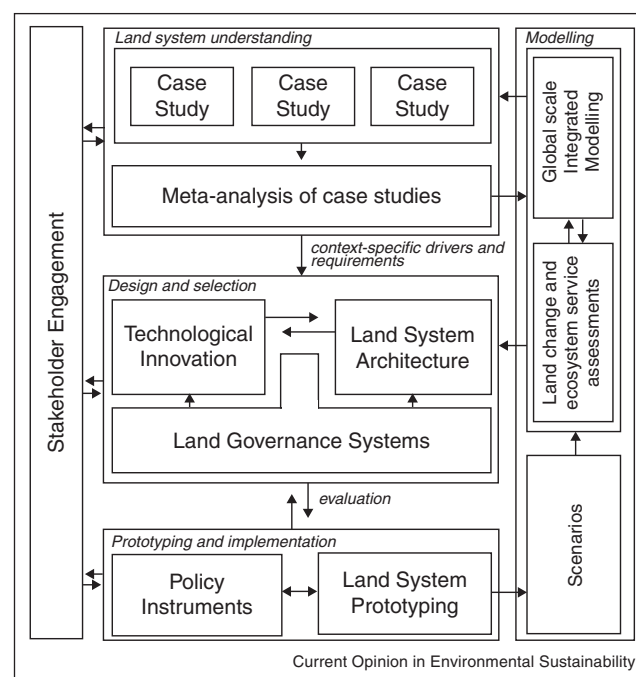 Stakeholder Engagement
Land system understanding
Case
Study
Case
Study
Case
Study
Meta-analysis of case studies
context-specific drivers and
requirements
Design and selection
Technological
Innovation
Land System
Architecture
Land Governance Systems
evaluation
Prototyping and implementation
Policy
Instruments
Land System
Prototyping
Modelling
Global scale
Integrated
Modelling
Land change and
ecosystem service
assessments
Scenarios
Current Opinion in Environmental Sustainability